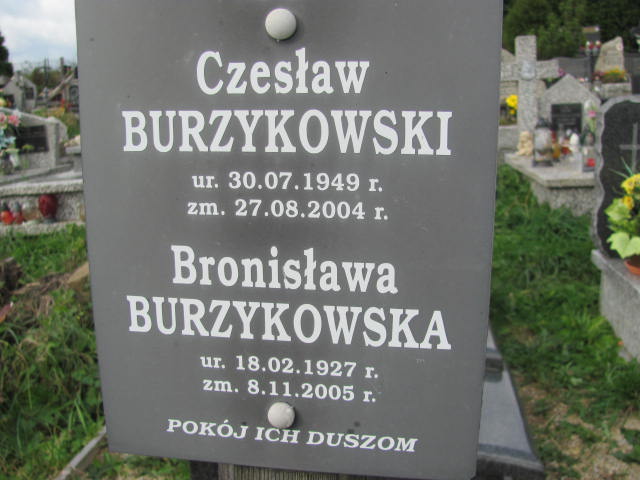 Czesław
BURZYKOWSKI
ur. 30.07.1949 r.
zm. 27.08.2004 r.
Bronisława
BURZYKOWSKA
ur. 18.02.1927 r.
zm. 8.11.2005 r.
POKÓJ ICH DUSZOM